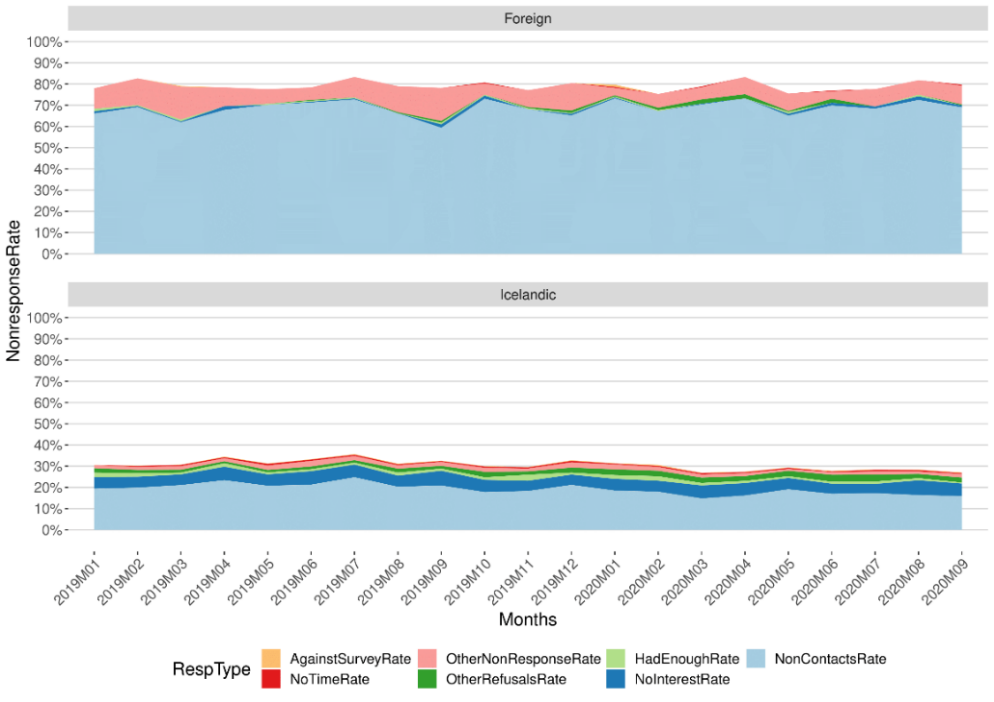 Foreign
100%
90%
80%
70%
60%
50%
40%
30%
20%
10%
0%
NonresponseRate
Icelandic
100%
90%
80%
70%
60%
50%
40%
30%
20%
10%
0%
2019M01 2019M02 2019M03 2019M04 2019M05 2019M06 2019M07 2019M08 2019M09 2019M10 2019M11 2019M12 2020M01 2020M02 2020M03 2020M04 2020M05 2020M06 2020M07 2020M08 2020M09
Months
RespType
AgainstSurveyRate OtherNonResponseRate HadEnoughRate NonContactsRate
NoTimeRate OtherRefusalsRate NoInterestRate